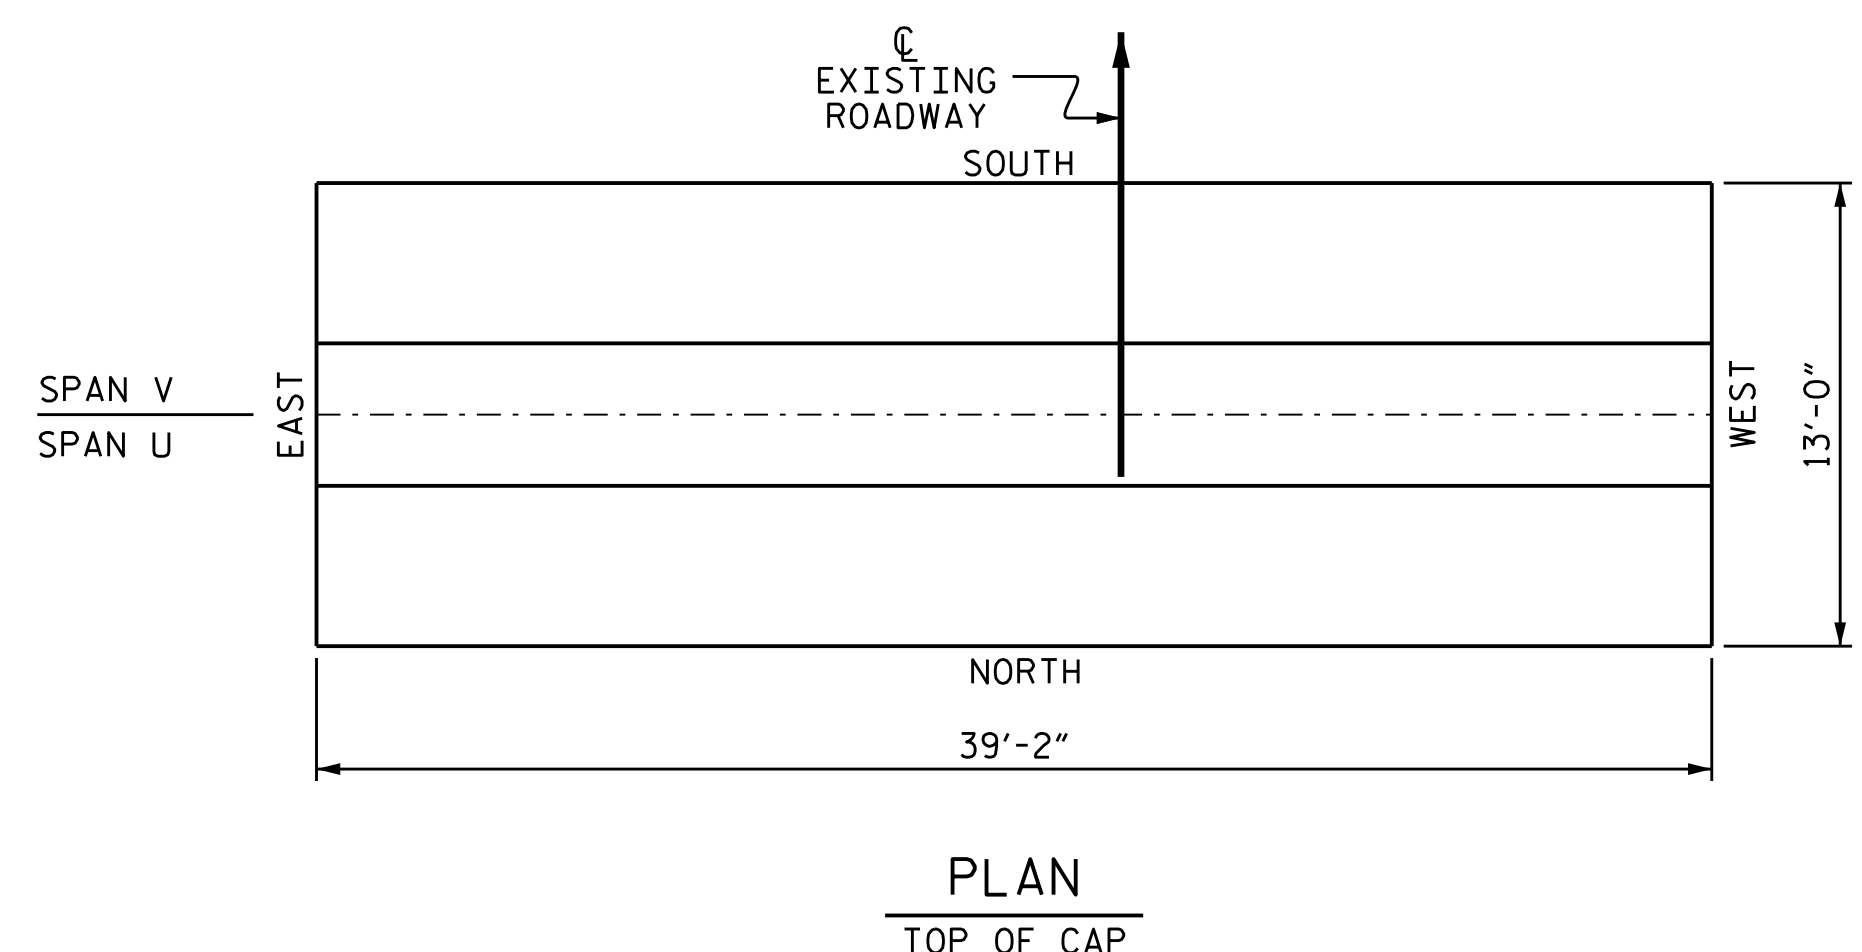 ℄
EXISTING
ROADWAY
SOUTH
SPAN V
SPAN U
EAST
WEST
13'-0"
NORTH
39'-2"
PLAN
TOP OF CAP